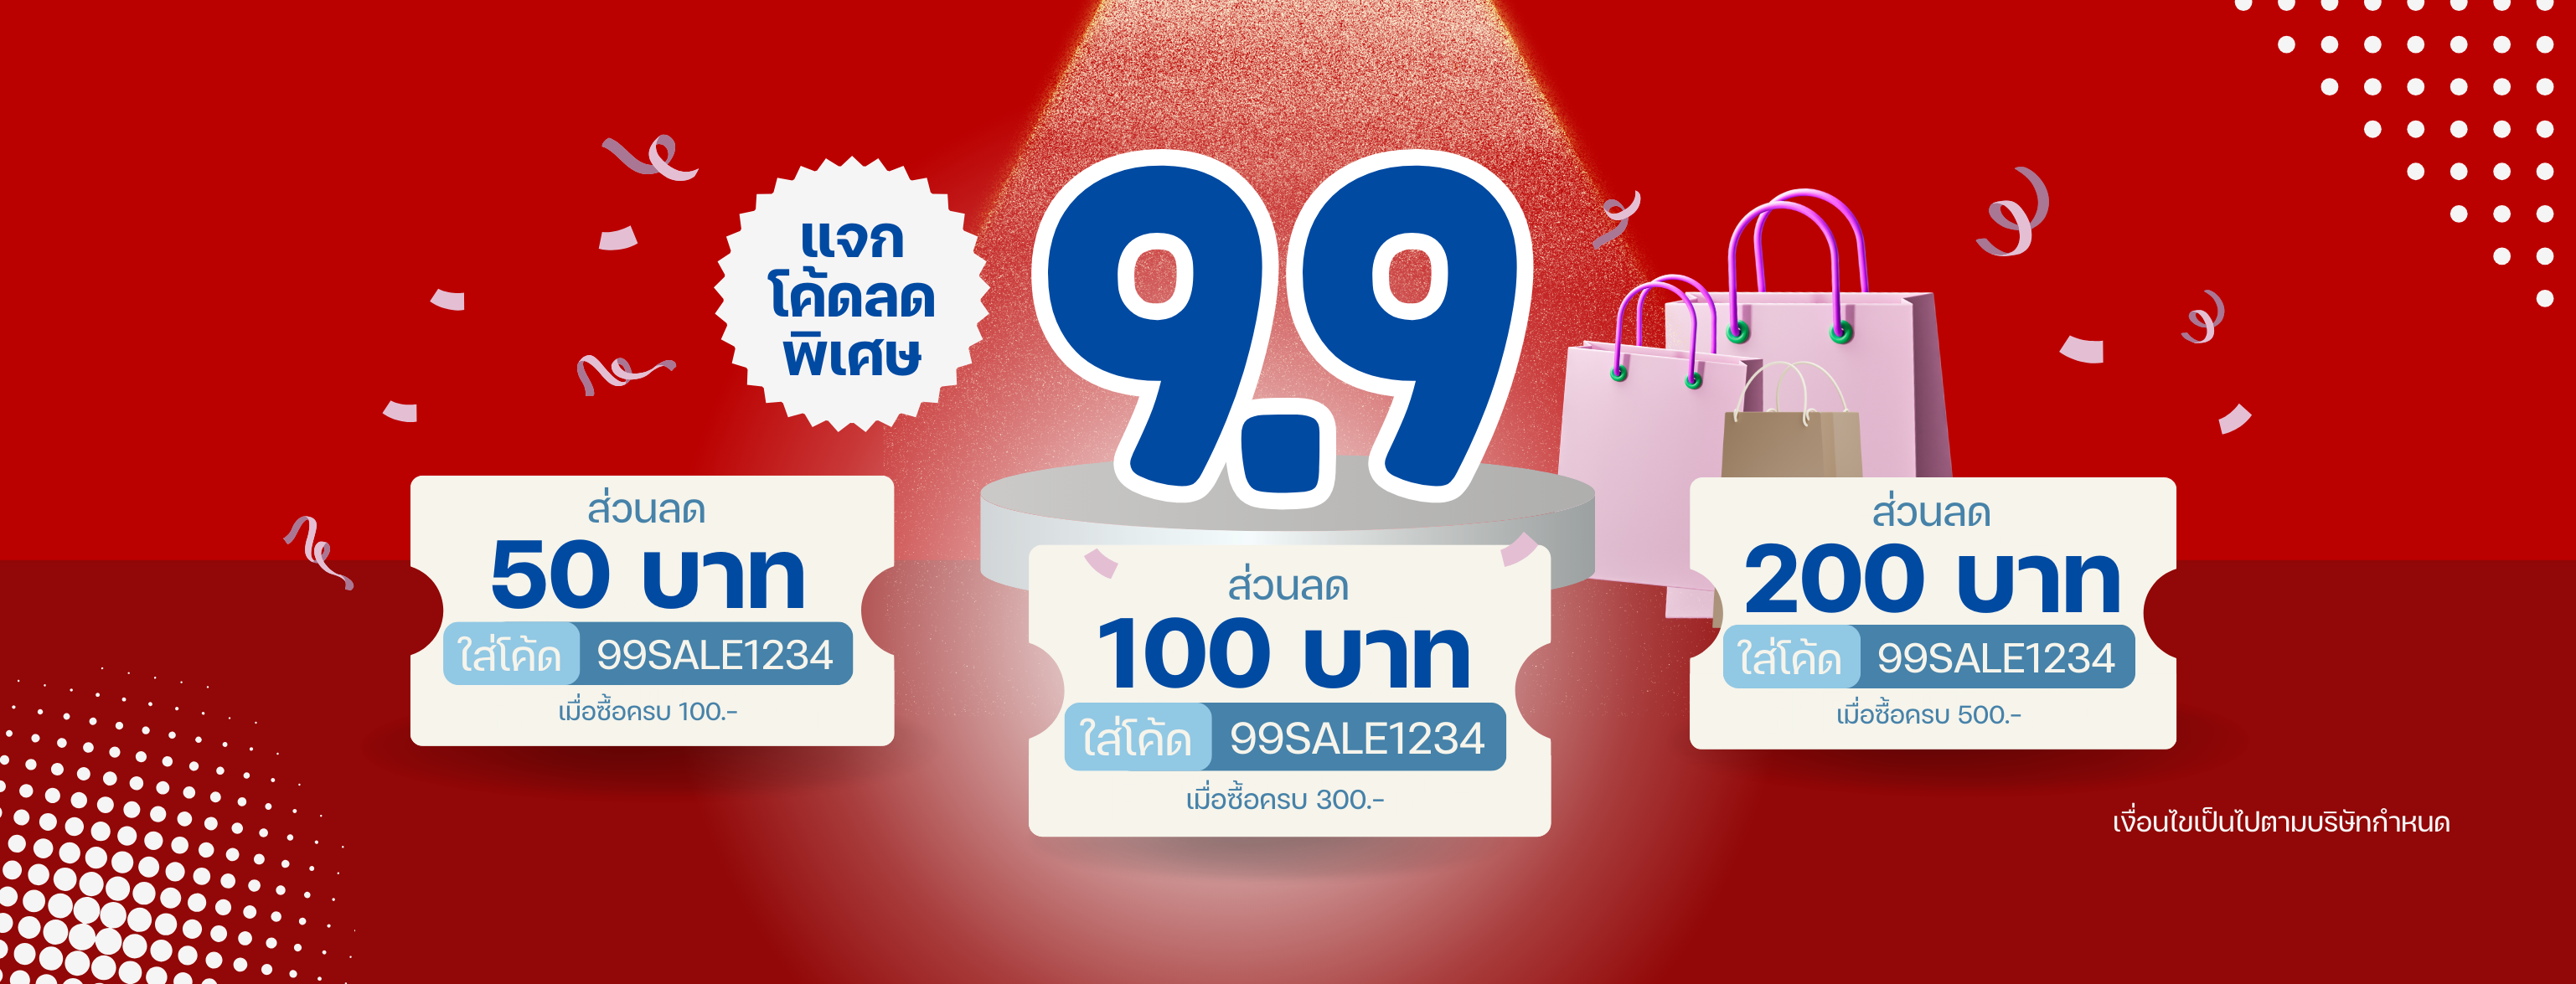 แจก
โค้ดลด
พิเศษ
9.9
ส่วนลด
50 บาท
ใส่โค้ด 99SALE1234
เมื่อซื้อครบ 100.-
ส่วนลด
100 บาท
ใส่โค้ด 99SALE1234
เมื่อซื้อครบ 300.-
ส่วนลด
200 บาท
ใส่โค้ด 99SALE1234
เมื่อซื้อครบ 500.-
เงื่อนไขเป็นไปตามบริษัทกำหนด